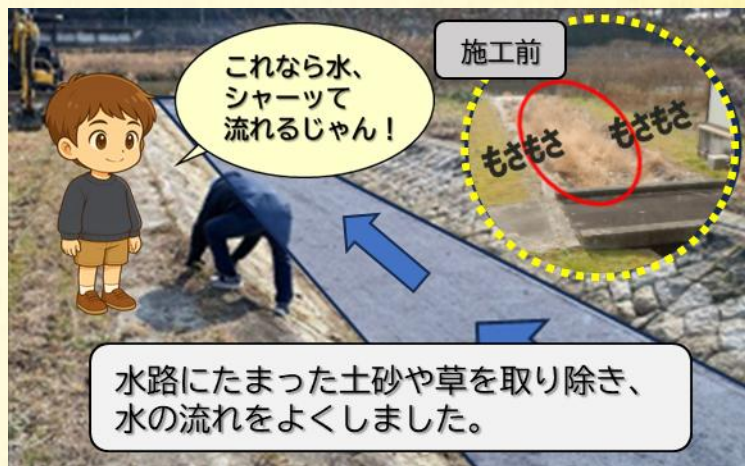 これなら水、
シャーッて
流れるじゃん！
施工前
もさもさ
もさもさ
水路にたまった土砂や草を取り除き、
水の流れをよくしました。